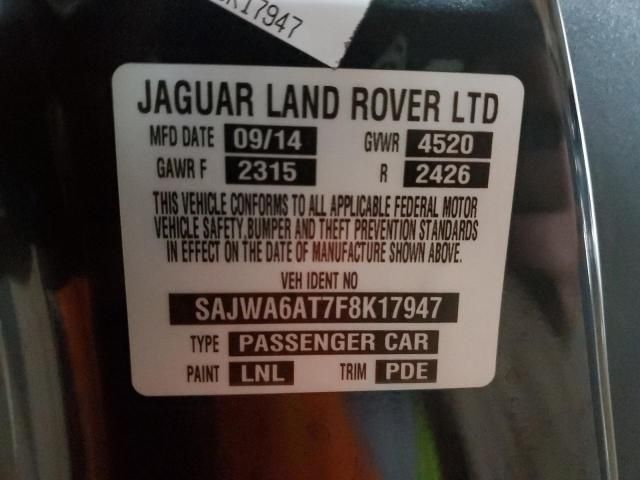 K17947
JAGUAR LAND ROVER LTD
MFD DATE 09/14 GVWR 4520
GAWR F 2315 R 2426
THIS VEHICLE CONFORMS TO ALL APPLICABLE FEDERAL MOTOR
VEHICLE SAFETY,BUMPER AND THEFT PREVENTION STANDARDS
IN EFFECT ON THE DATE OF MANUFACTURE SHOWN ABOVE.
VEH IDENT NO
SAJWA6AT7F8K17947
TYPE PASSENGER CAR
PAINT LNL TRIM PDE